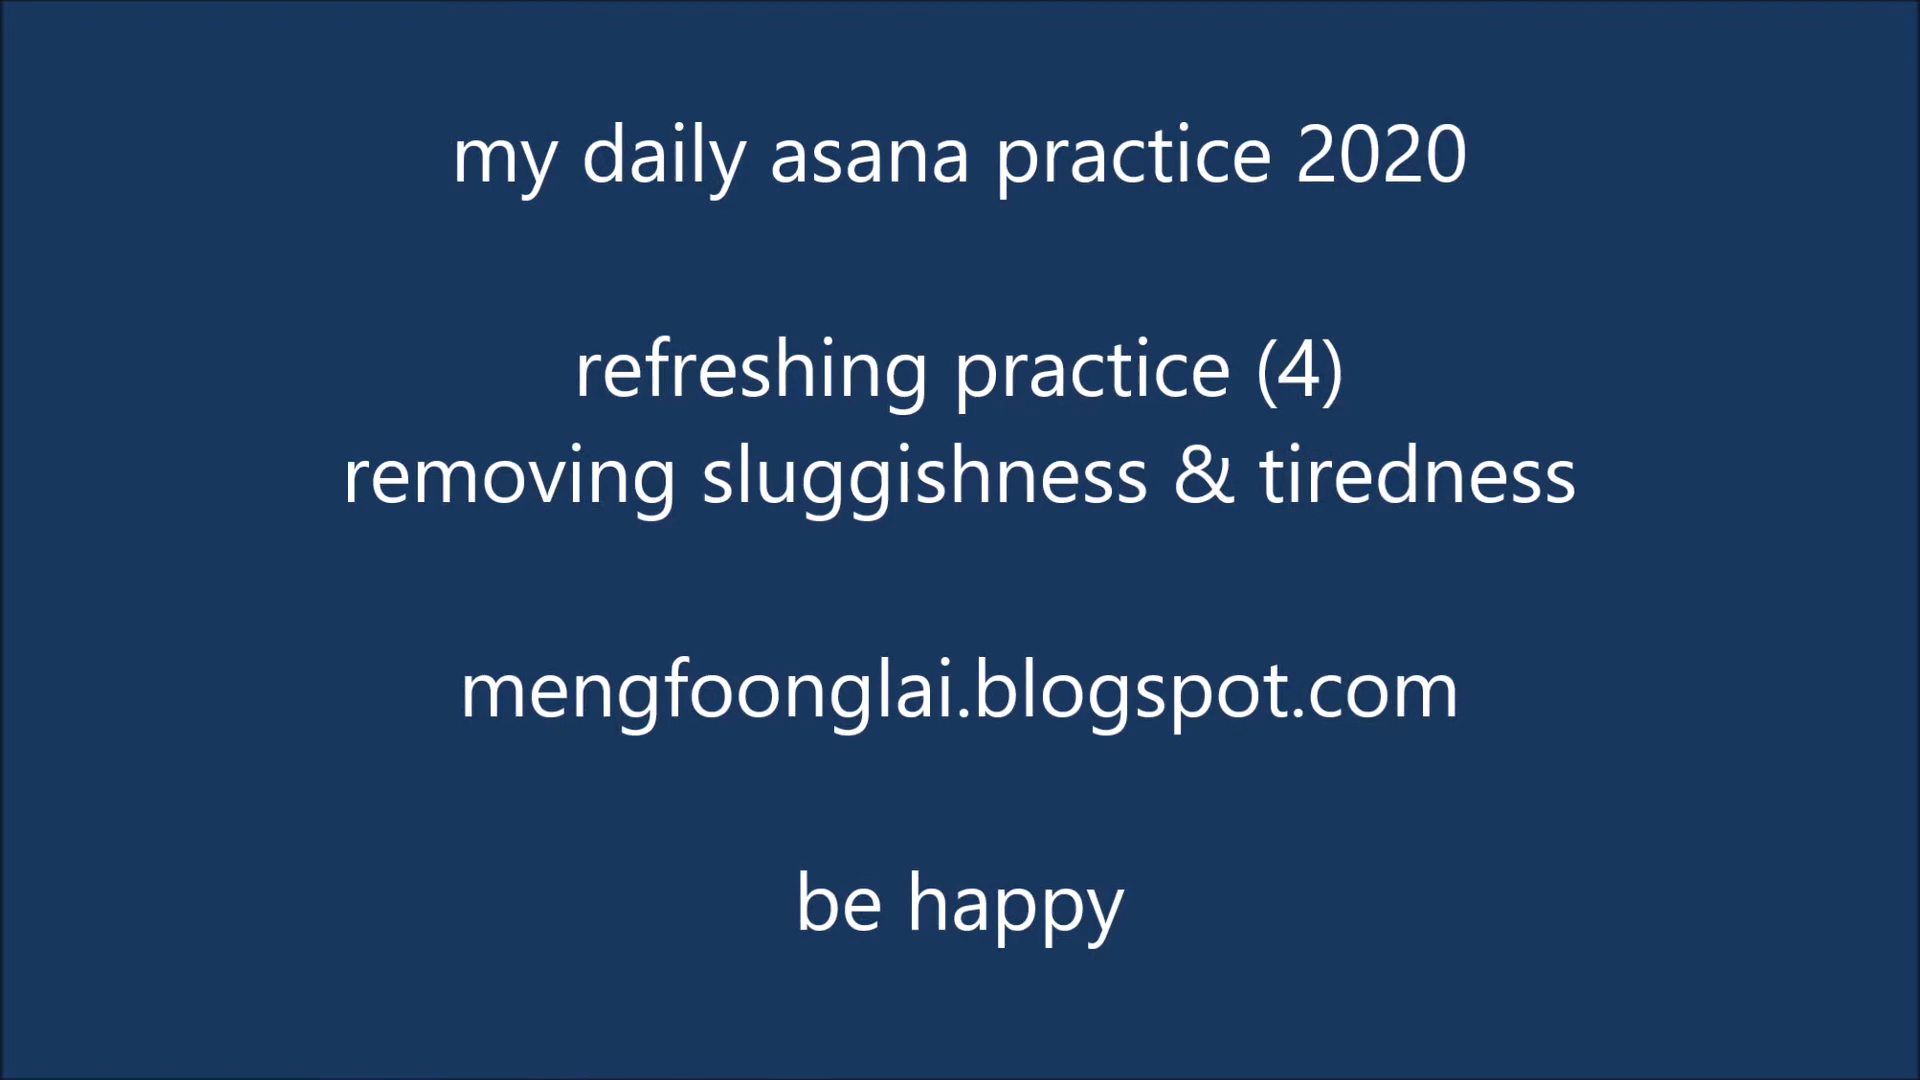 my daily asana practice 2020
refreshing practice (4)
removing sluggishness & tiredness
mengfoonglai.blogspot.com
be happy